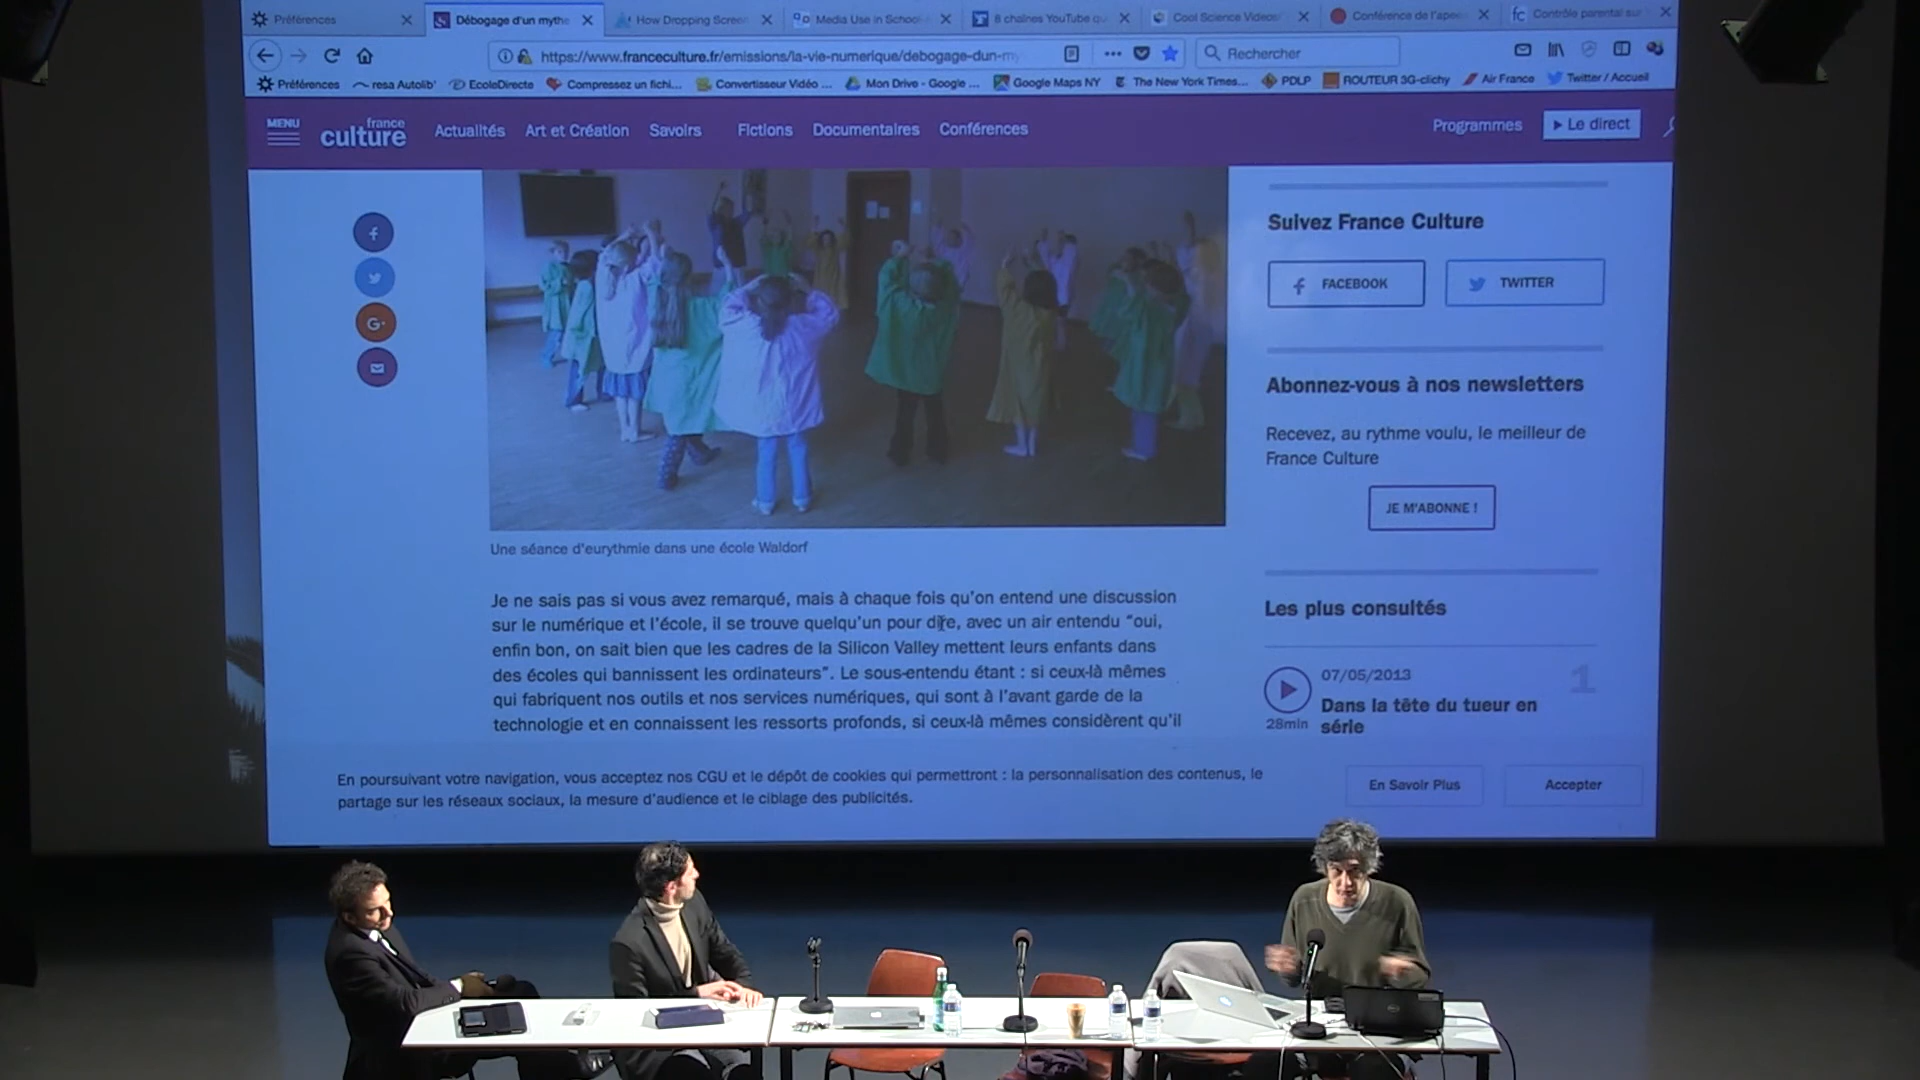 Préférences
Débogage d'un mythe
How Dropping Screen
Media Use in School-
8 chaînes YouTube qu
Cool Science Videos
Conférence de l'apee
Contrôle parental sur
https://www.franceculture.fr/emissions/la-vie-numerique/debogage-dun-my
Rechercher
Préférences
resa Autolib'
EcoleDirecte
Compressez un fichi...
Convertisseur Vidéo ...
Mon Drive - Google ...
Google Maps NY
The New York Times...
PDLP
ROUTEUR 3G-clichy
Air France
Twitter / Accueil
MENU
france
culture
Actualités
Art et Création
Savoirs
Fictions
Documentaires
Conférences
Programmes
Le direct
Une séance d'eurythmie dans une école Waldorf
Je ne sais pas si vous avez remarqué, mais à chaque fois qu'on entend une discussion
sur le numérique et l'école, il se trouve quelqu'un pour dire, avec un air entendu "oui,
enfin bon, on sait bien que les cadres de la Silicon Valley mettent leurs enfants dans
des écoles qui bannissent les ordinateurs". Le sous-entendu étant : si ceux-là mêmes
qui fabriquent nos outils et nos services numériques, qui sont à l'avant garde de la
technologie et en connaissent les ressorts profonds, si ceux-là mêmes considèrent qu'il
Suivez France Culture
FACEBOOK
TWITTER
Abonnez-vous à nos newsletters
Recevez, au rythme voulu, le meilleur de
France Culture
JE M'ABONNE !
Les plus consultés
07/05/2013
1
Dans la tête du tueur en
série
28min
En poursuivant votre navigation, vous acceptez nos CGU et le dépôt de cookies qui permettront : la personnalisation des contenus, le
partage sur les réseaux sociaux, la mesure d'audience et le ciblage des publicités.
En Savoir Plus
Accepter